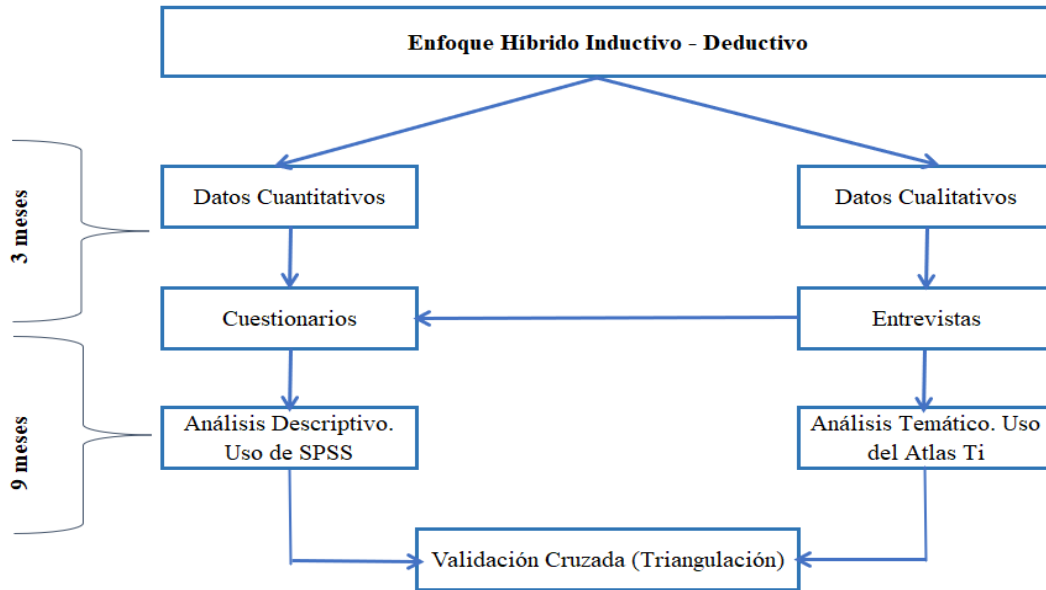 Enfoque Híbrido Inductivo - Deductivo
3 meses
Datos Cuantitativos
Datos Cualitativos
Cuestionarios
Entrevistas
9 meses
Análisis Descriptivo.
Uso de SPSS
Análisis Temático. Uso
del Atlas Ti
Validación Cruzada (Triangulación)